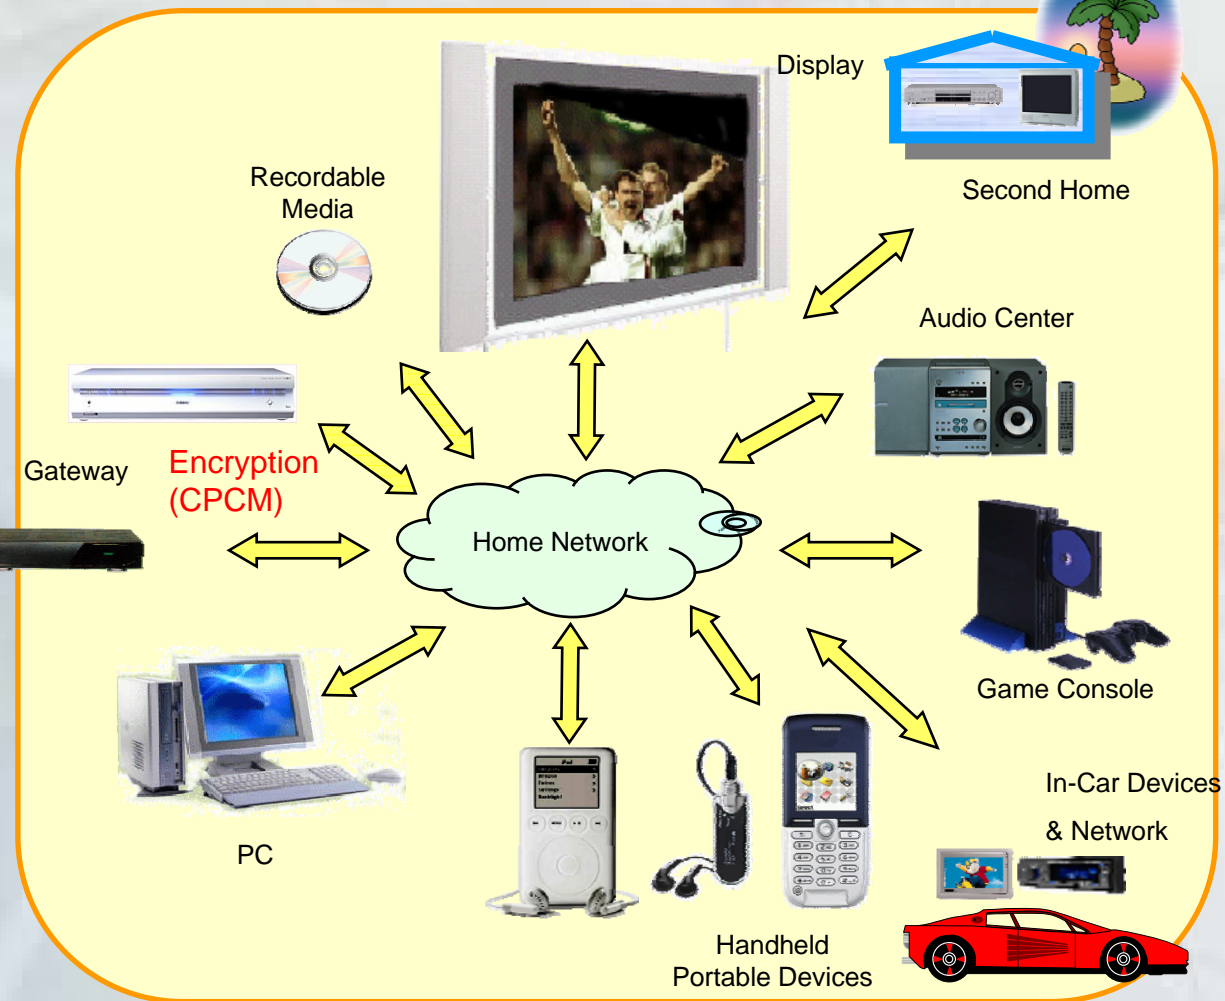 Display
Recordable
Media
Second Home
Audio Center
Gateway
Encryption
(CPCM)
Home Network
Game Console
In-Car Devices
& Network
PC
Handheld
Portable Devices